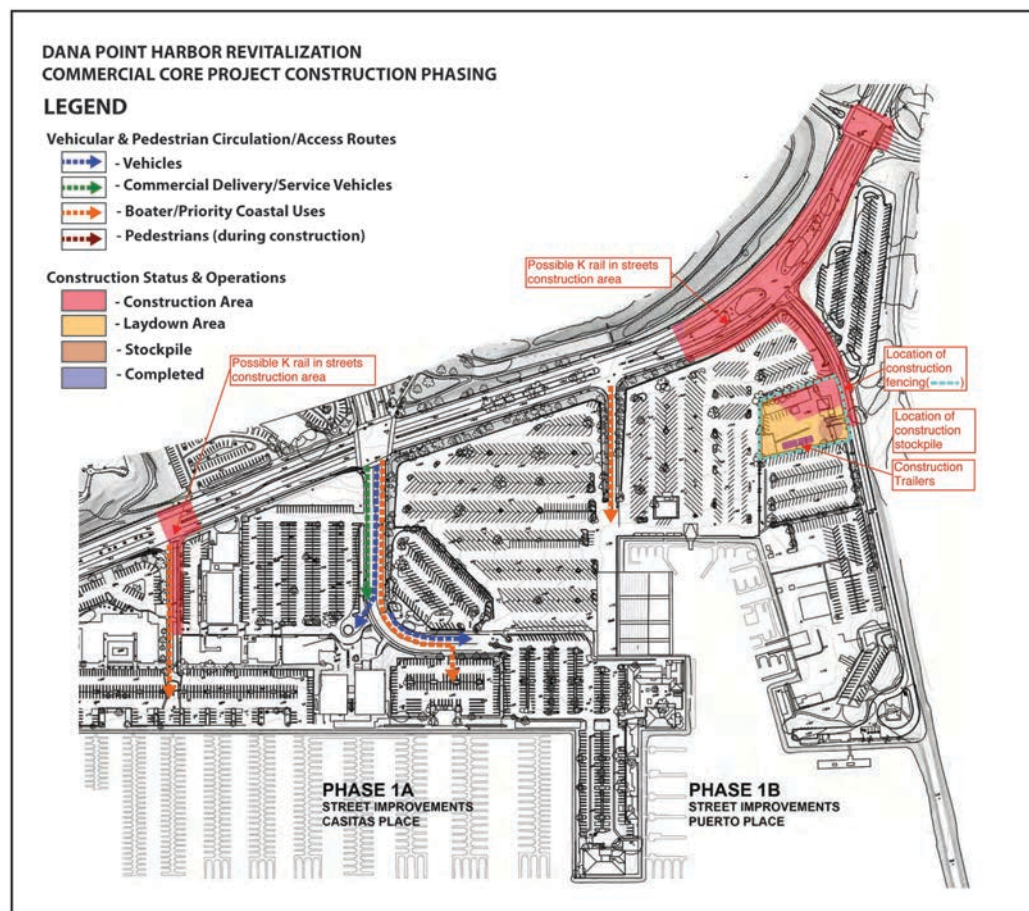 DANA POINT HARBOR REVITALIZATION
COMMERCIAL CORE PROJECT CONSTRUCTION PHASING
LEGEND
Vehicular & Pedestrian Circulation/Access Routes
- Vehicles
- Commercial Delivery/Service Vehicles
- Boater/Priority Coastal Uses
- Pedestrians (during construction)
Construction Status & Operations
- Construction Area
- Laydown Area
- Stockpile
- Completed
Possible K rail in streets
construction area
Possible K rail in streets
construction area
Location of
construction
fencing( )
Location of
construction
stockpile
Construction
Trailers
PHASE 1A
STREET IMPROVEMENTS
CASITAS PLACE
PHASE 1B
STREET IMPROVEMENTS
PUERTO PLACE